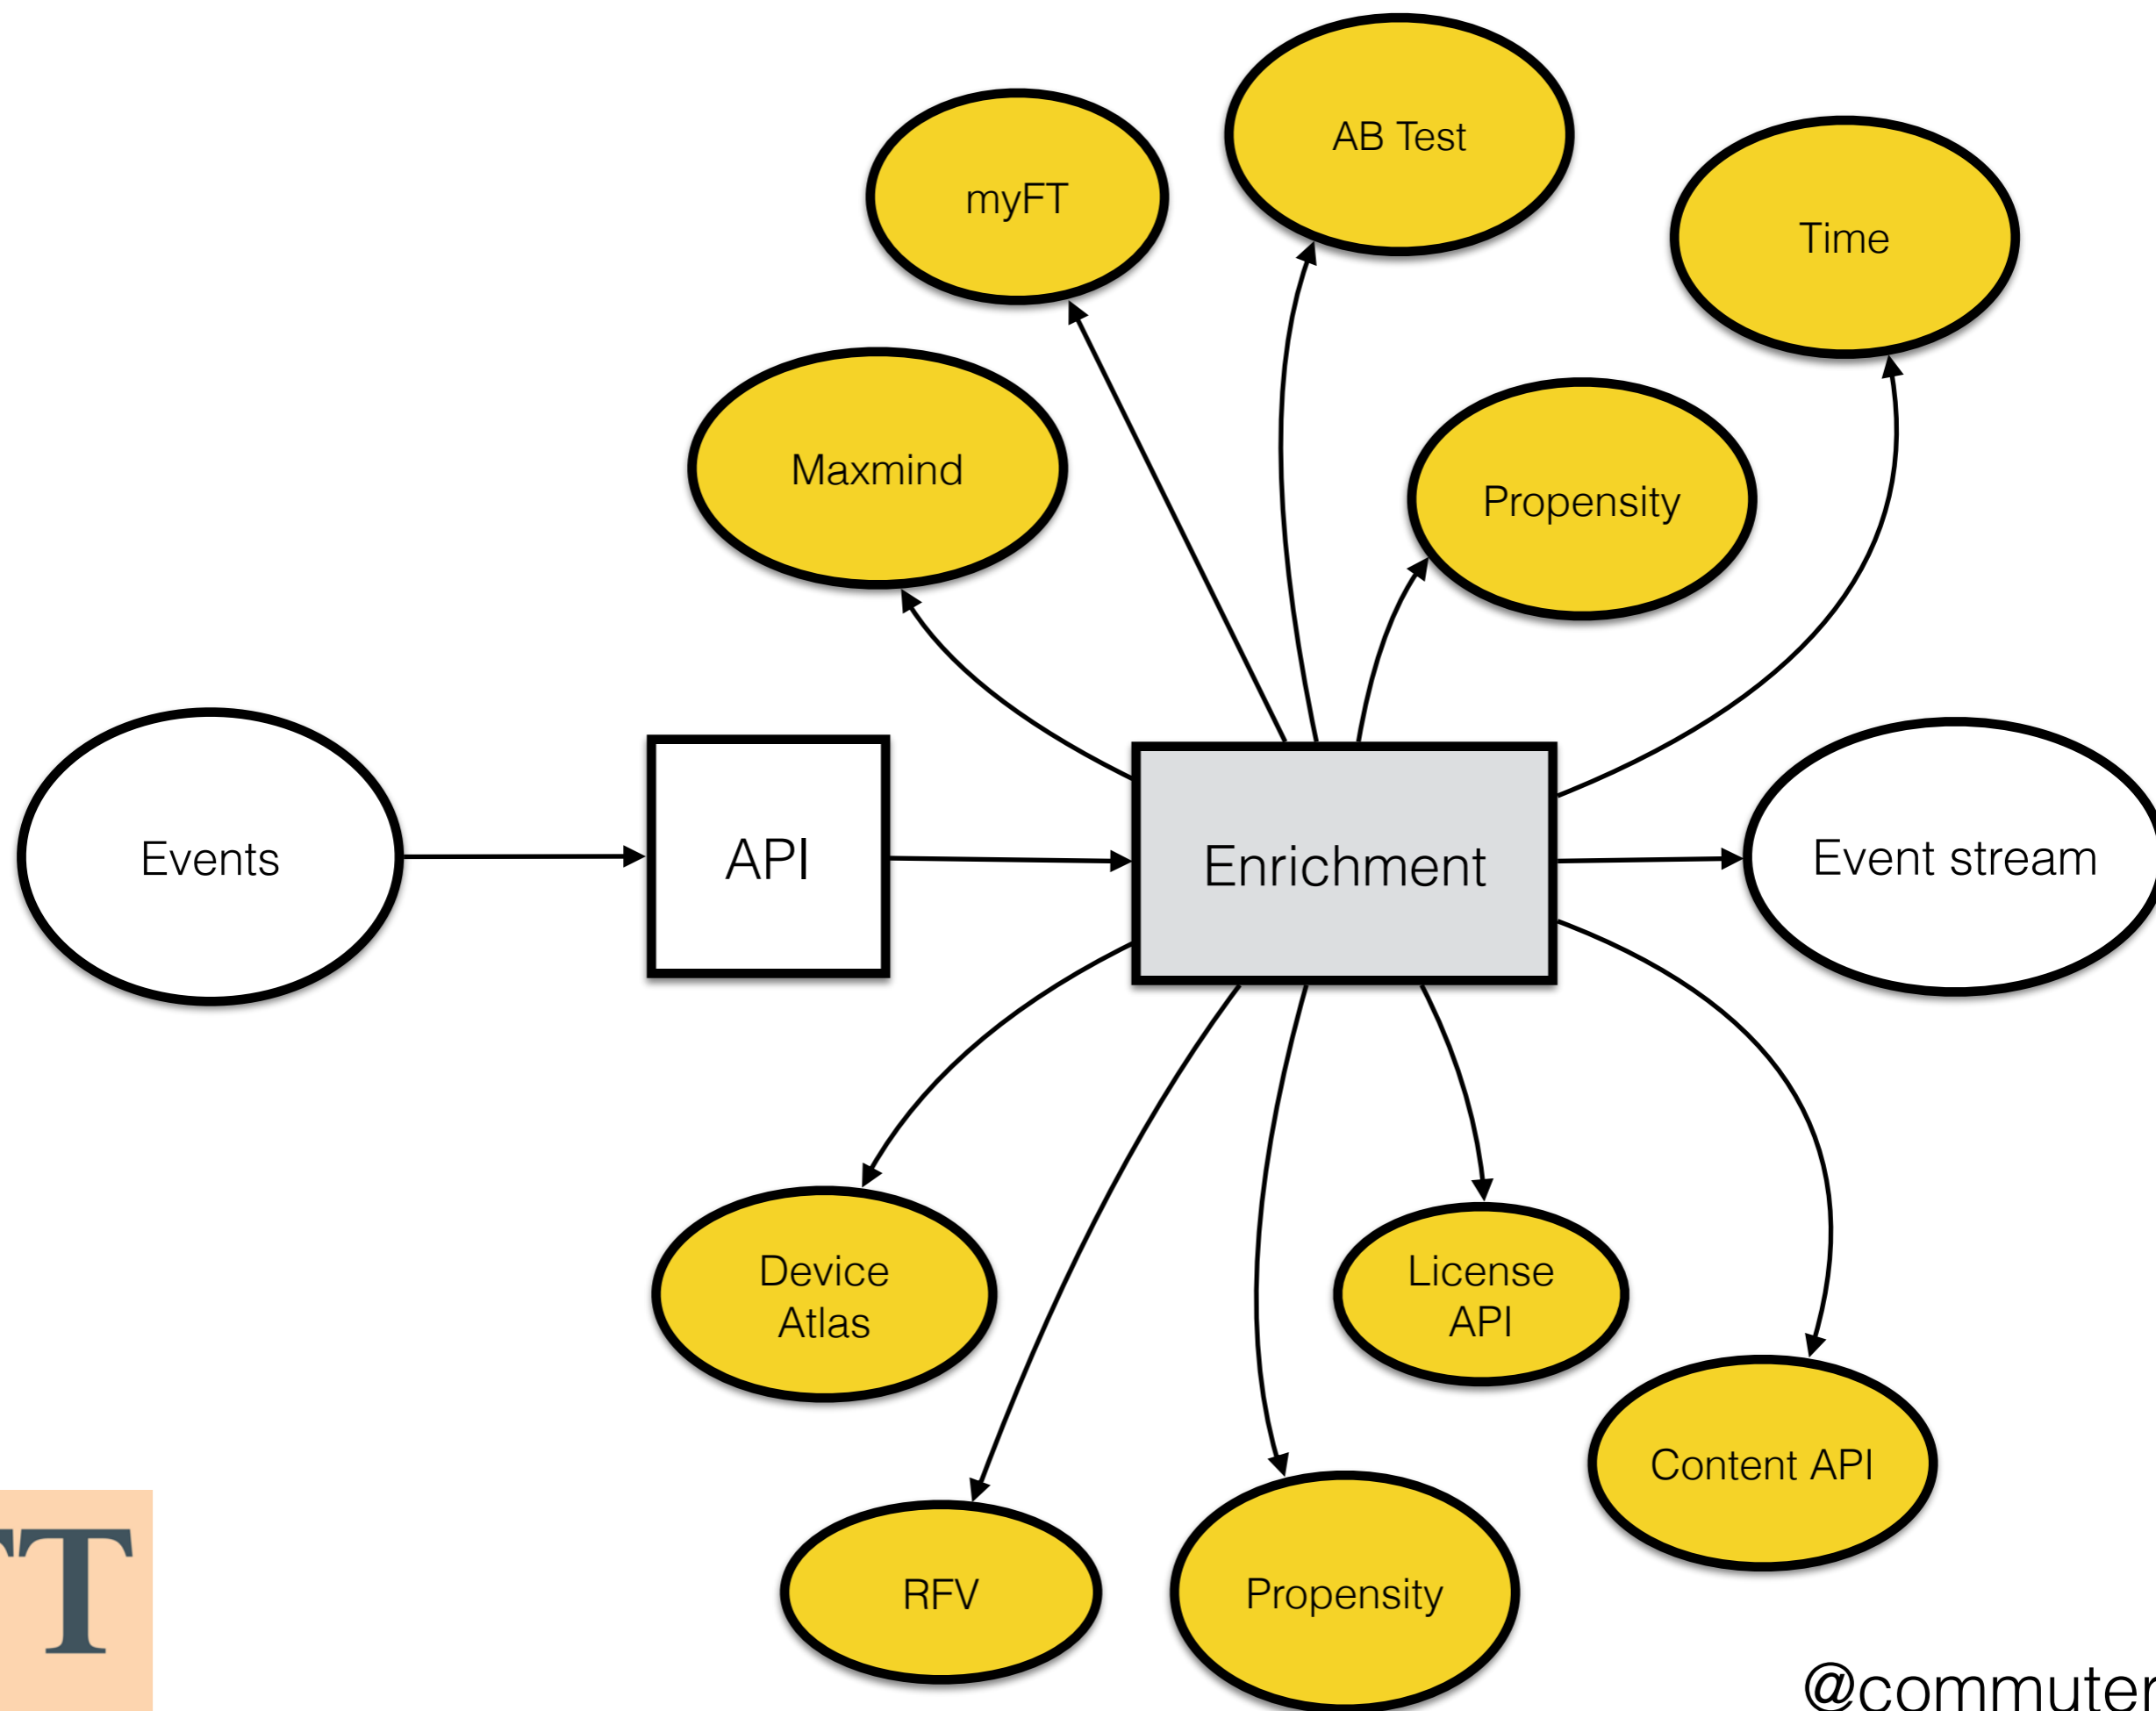 AB Test
myFT
Time
Maxmind
Propensity
Events
API
Enrichment
Event stream
Device
Atlas
License
API
Content API
RFV
Propensity
@commuter